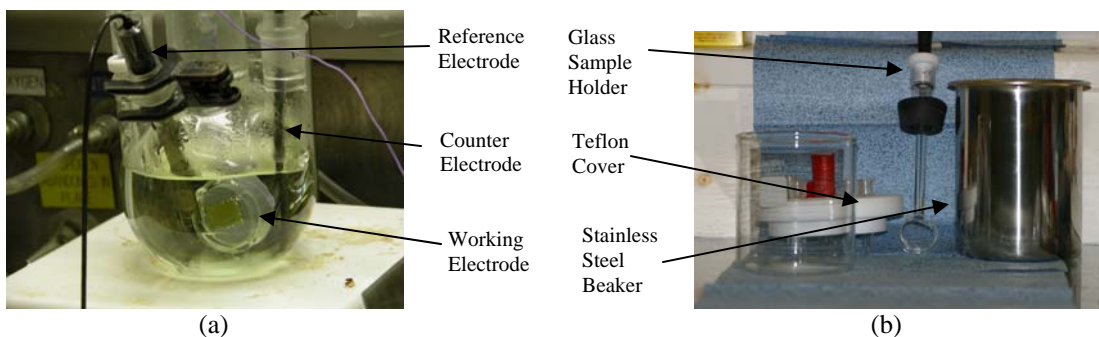 Reference
Electrode
Counter
Electrode
Working
Electrode
(a)
Glass
Sample
Holder
Teflon
Cover
Stainless
Steel
Beaker
(b)